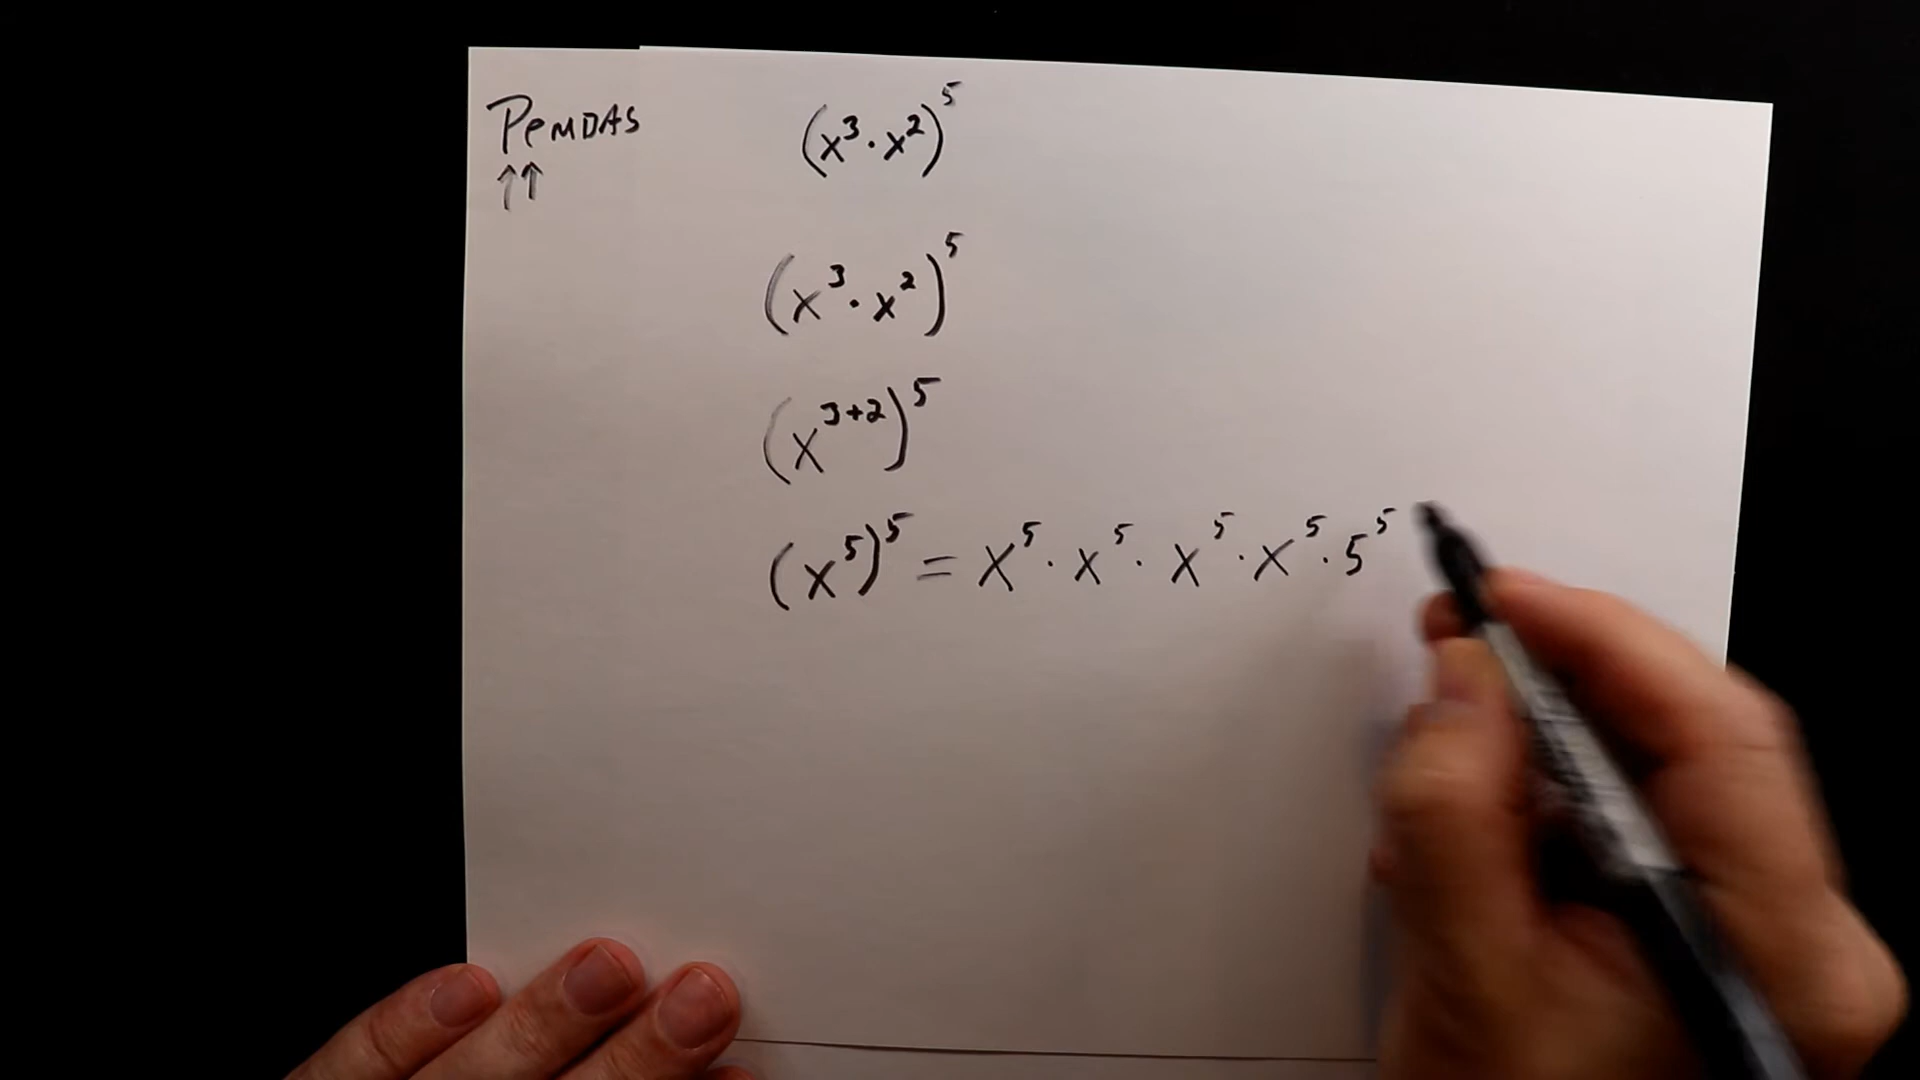 PEMDAS
↑↑
(x³·x²)⁵
(x³·x²)⁵
(x³⁺²)⁵
(x⁵)⁵ = x⁵·x⁵·x⁵·x⁵·5⁵